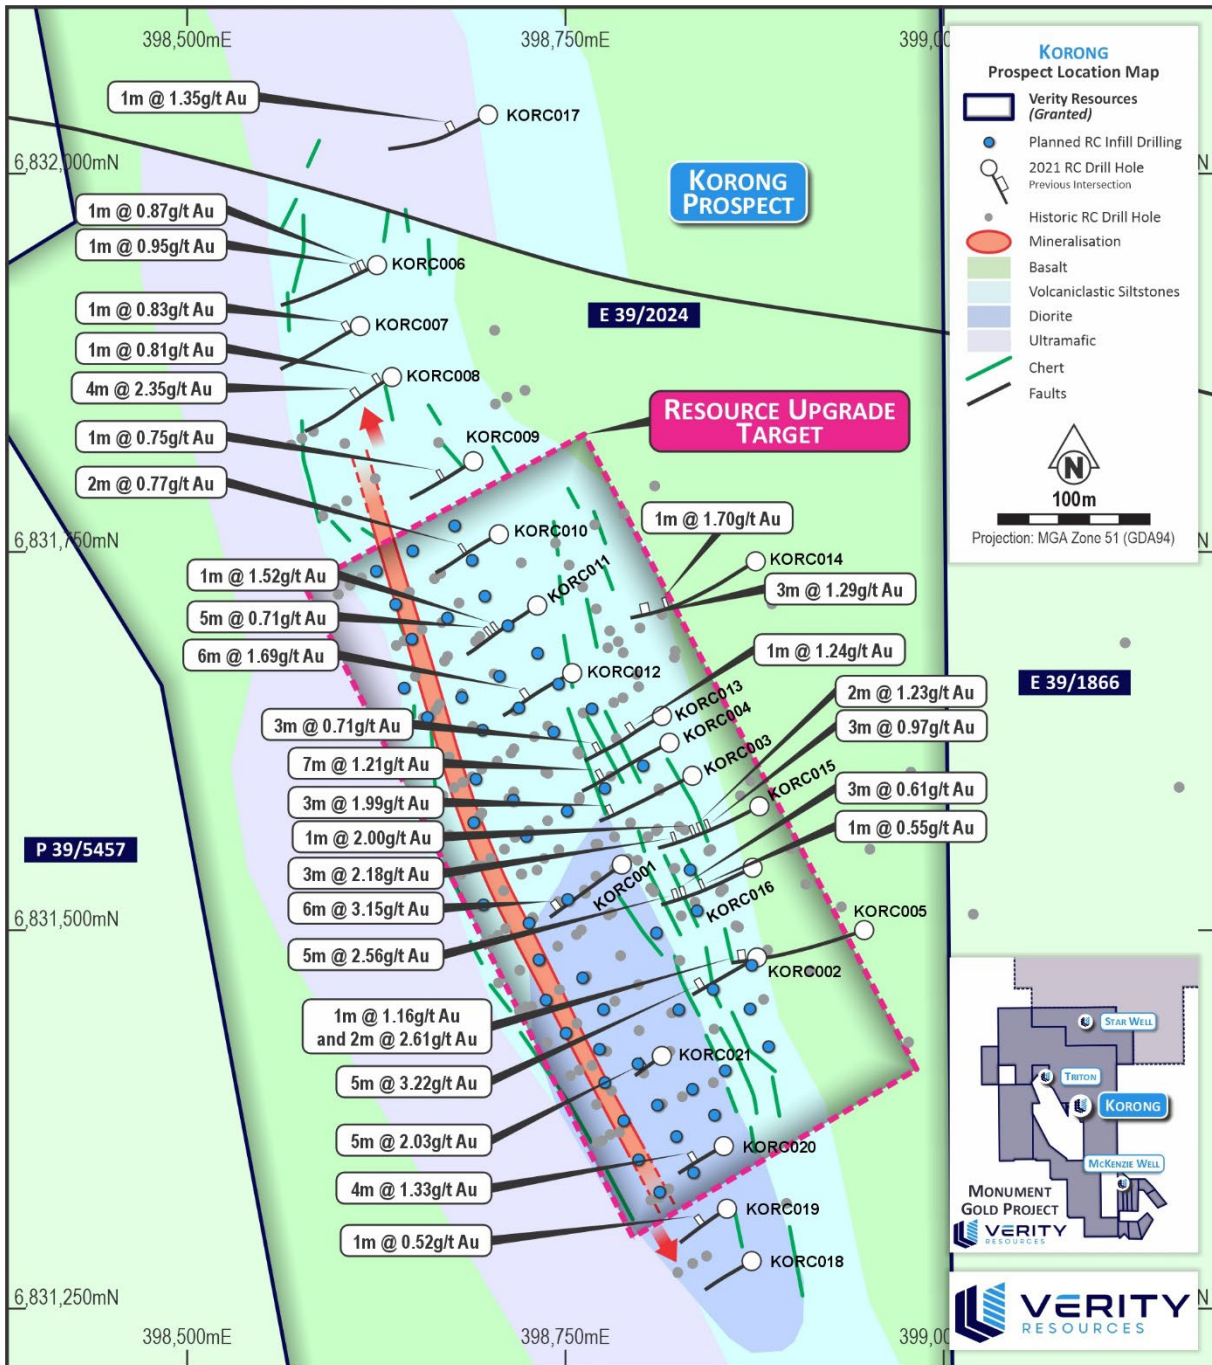 398,500mE
398,750mE
399,00
KORONG
Prospect Location Map
Verity Resources
(Granted)
Planned RC Infill Drilling
2021 RC Drill Hole
Previous Intersection
Historic RC Drill Hole
Mineralisation
Basalt
Volcaniclastic Siltstones
Diorite
Ultramafic
Chert
Faults
N
100m
Projection: MGA Zone 51 (GDA94)
1m @ 1.35g/t Au
KORC017
6,832,000mN
N
KORONG
PROSPECT
1m @ 0.87g/t Au
1m @ 0.95g/t Au
KORC006
E 39/2024
1m @ 0.83g/t Au
KORC007
1m @ 0.81g/t Au
4m @ 2.35g/t Au
KORC008
RESOURCE UPGRADE
TARGET
1m @ 0.75g/t Au
KORC009
2m @ 0.77g/t Au
KORC010
1m @ 1.70g/t Au
6,831,750mN
N
KORC014
1m @ 1.52g/t Au
KORC011
3m @ 1.29g/t Au
5m @ 0.71g/t Au
6m @ 1.69g/t Au
KORC012
1m @ 1.24g/t Au
E 39/1866
2m @ 1.23g/t Au
3m @ 0.71g/t Au
KORC013
KORC004
3m @ 0.97g/t Au
7m @ 1.21g/t Au
KORC003
3m @ 0.61g/t Au
3m @ 1.99g/t Au
KORC015
1m @ 0.55g/t Au
1m @ 2.00g/t Au
P 39/5457
3m @ 2.18g/t Au
KORC001
KORC016
6m @ 3.15g/t Au
KORC005
6,831,500mN
5m @ 2.56g/t Au
KORC002
1m @ 1.16g/t Au
and 2m @ 2.61g/t Au
KORC021
5m @ 3.22g/t Au
5m @ 2.03g/t Au
KORC020
4m @ 1.33g/t Au
KORC019
1m @ 0.52g/t Au
KORC018
6,831,250mN
N
398,500mE
398,750mE
399,00
STAR WELL
TRITON
KORONG
MCKENZIE WELL
MONUMENT
GOLD PROJECT
VERITY
RESOURCES
VERITY
RESOURCES